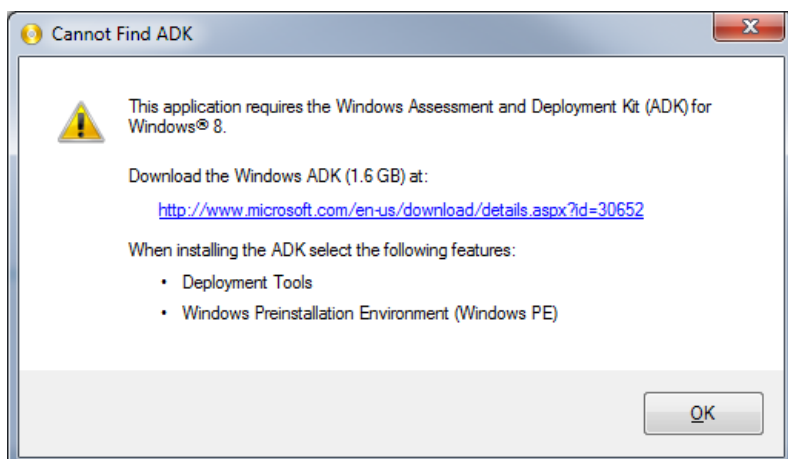 Cannot Find ADK
This application requires the Windows Assessment and Deployment Kit (ADK) for
Windows® 8.
Download the Windows ADK (1.6 GB) at:
http://www.microsoft.com/en-us/download/details.aspx?id=30652
When installing the ADK select the following features:
• Deployment Tools
• Windows Preinstallation Environment (Windows PE)
OK